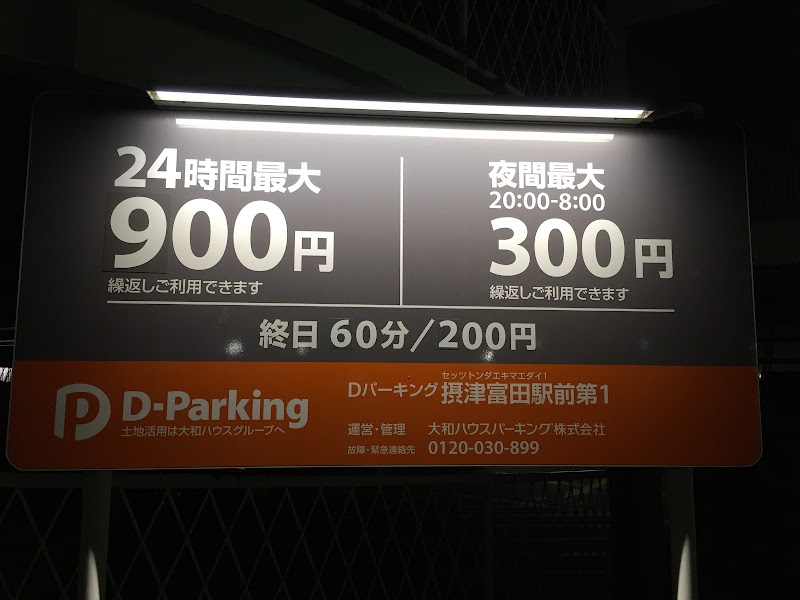 24時間最大
900円
繰返しご利用できます
夜間最大
20:00-8:00
300円
繰返しご利用できます
終日 60分/200円
D-Parking
土地活用は大和ハウスグループへ
セッツトンダエキマエダイ1
Dパーキング 摂津富田駅前第1
運営・管理 大和ハウスパーキング株式会社
故障・緊急連絡先 0120-030-899